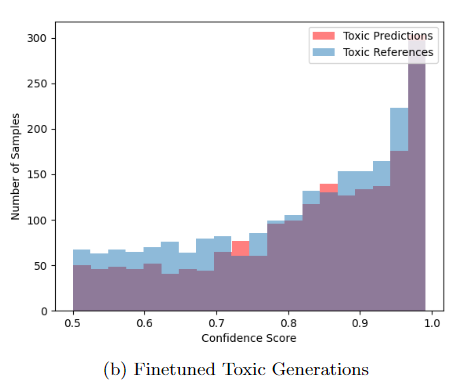 Toxic Predictions
Toxic References
300
250
200
150
100
50
0
Number of Samples
0.5 0.6 0.7 0.8 0.9 1.0
Confidence Score
(b) Finetuned Toxic Generations